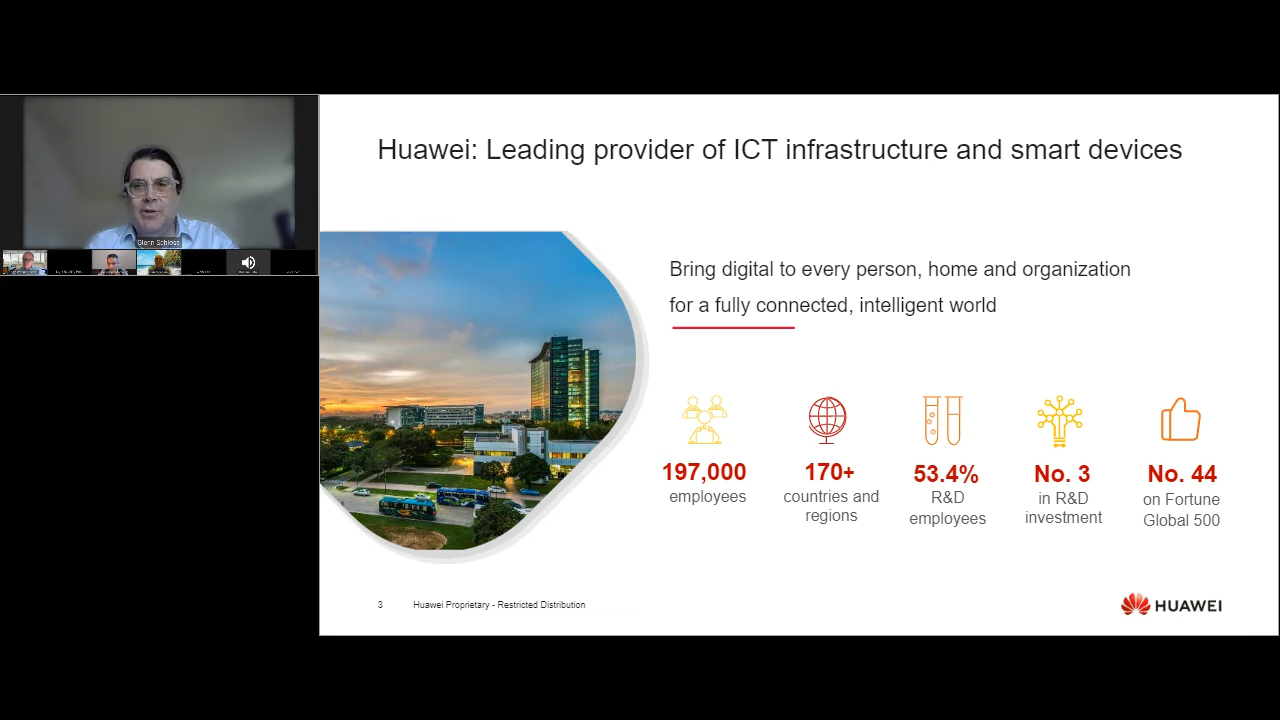 Huawei: Leading provider of ICT infrastructure and smart devices
Glenn Schloss
Bring digital to every person, home and organization
for a fully connected, intelligent world
197,000
employees
170+
countries and
regions
53.4%
R&D
employees
No. 3
in R&D
investment
No. 44
on Fortune
Global 500
3
Huawei Proprietary - Restricted Distribution
HUAWEI